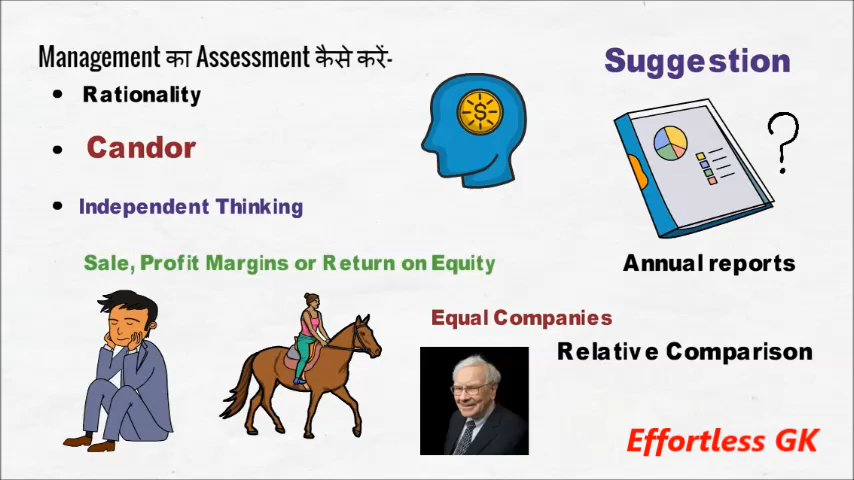 Management का Assessment कैसे करें-
• Rationality
• Candor
• Independent Thinking
Sale, Profit Margins or Return on Equity
Suggestion
?
Annual reports
Equal Companies
Relative Comparison
Effortless GK